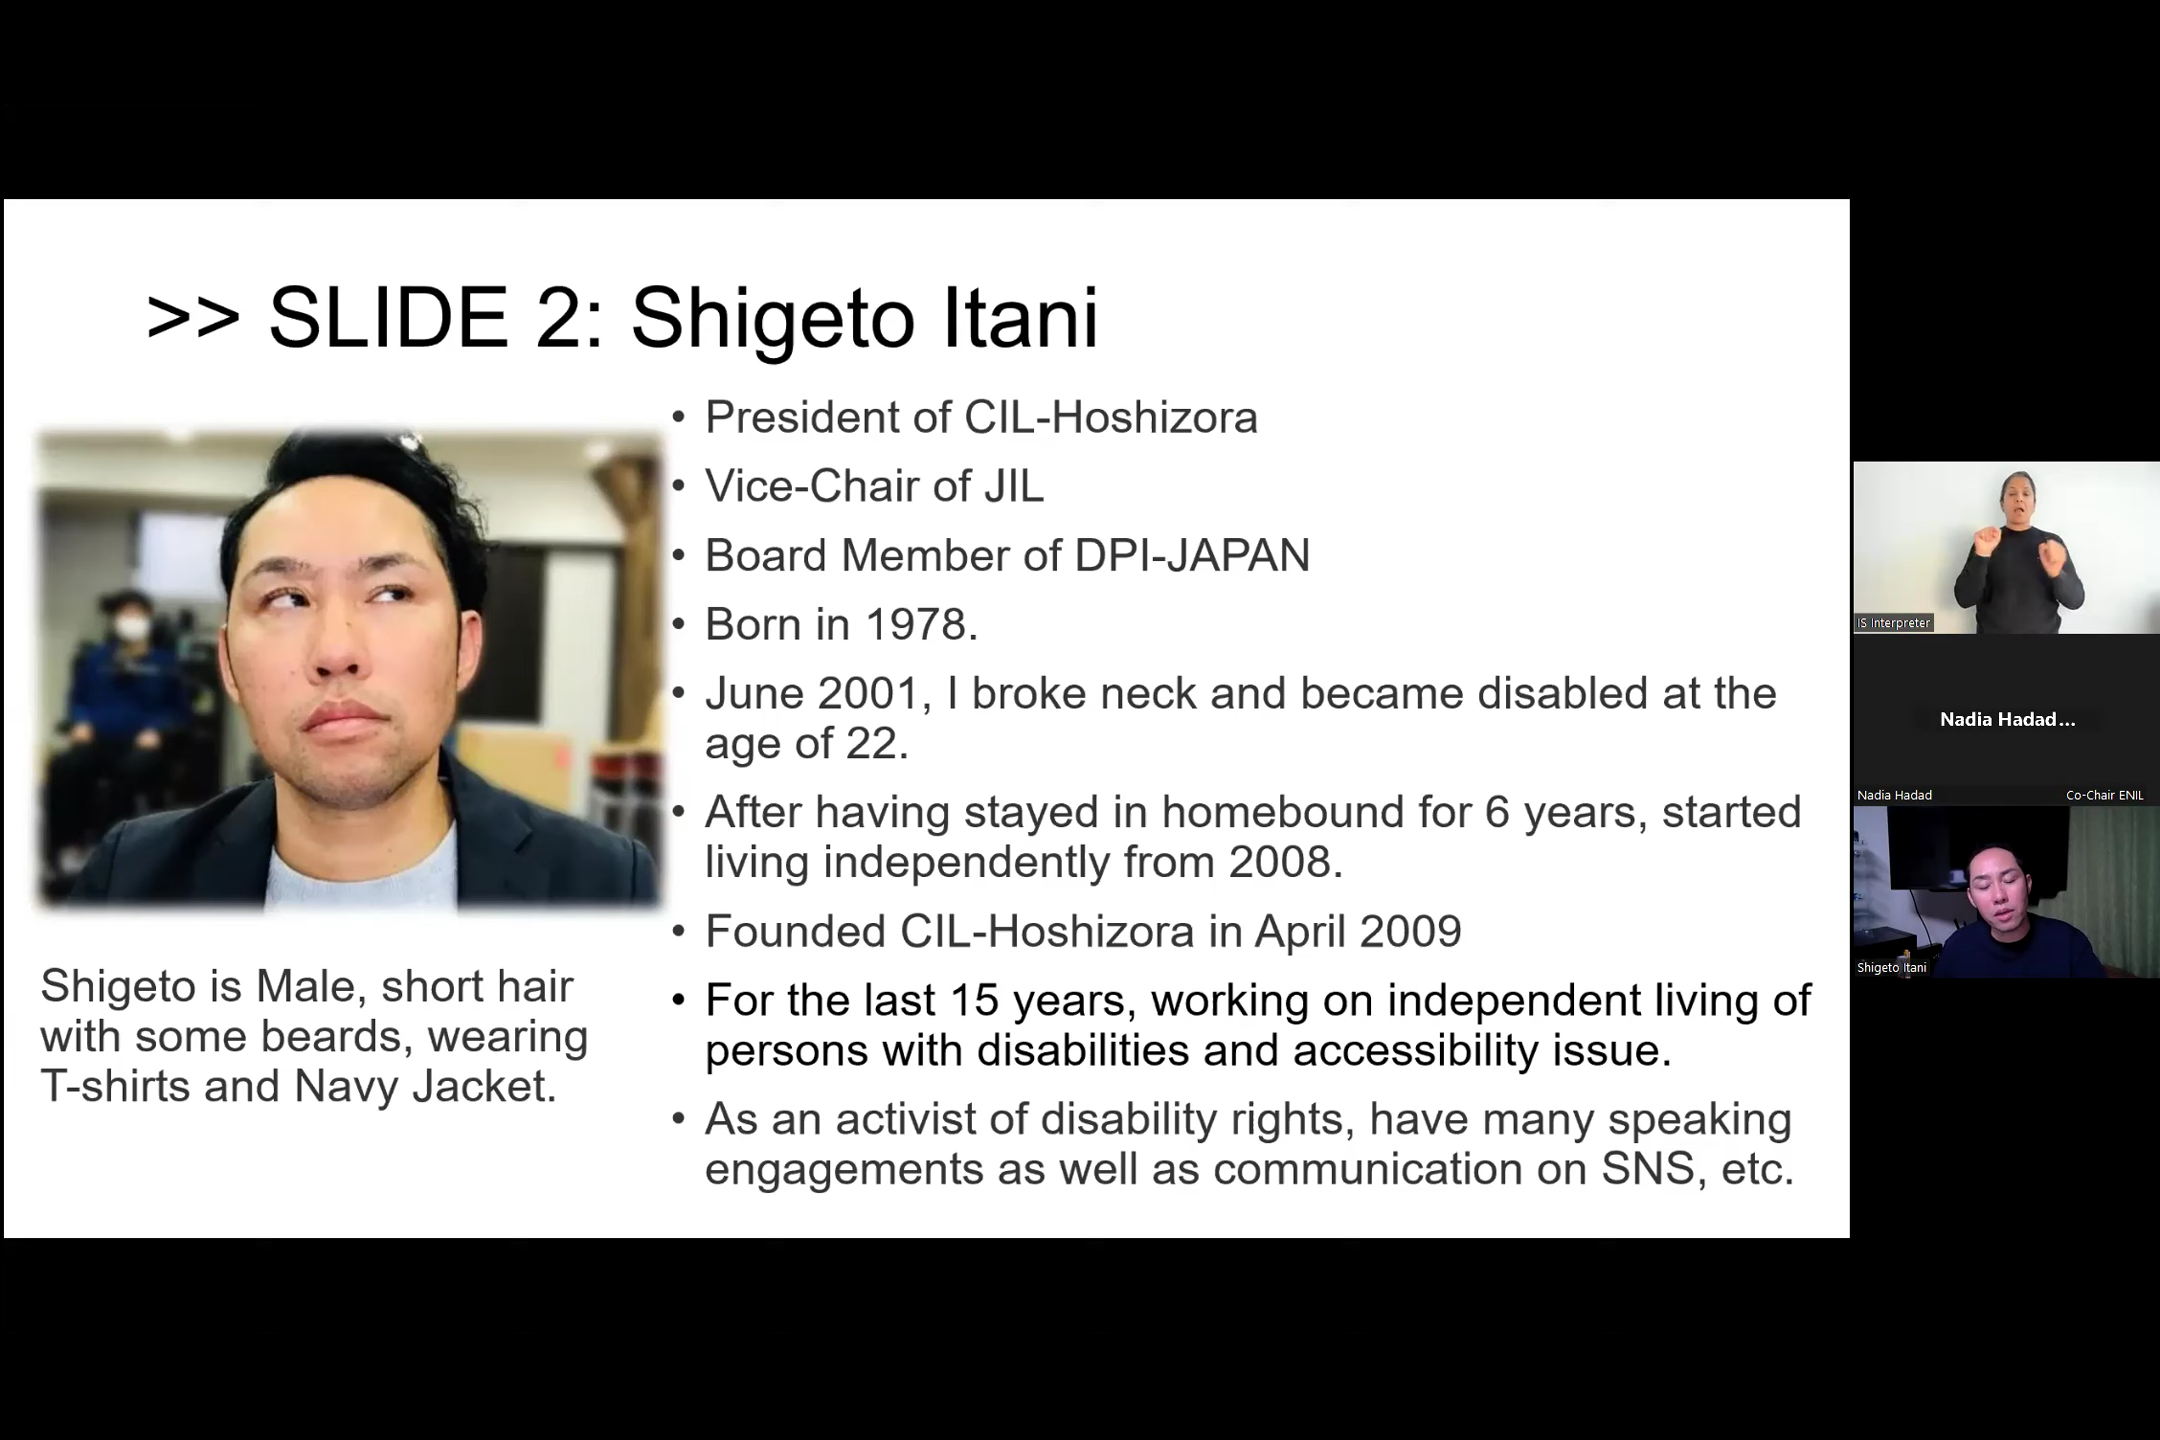 >> SLIDE 2: Shigeto Itani
• President of CIL-Hoshizora
• Vice-Chair of JIL
• Board Member of DPI-JAPAN
• Born in 1978.
• June 2001, I broke neck and became disabled at the
age of 22.
• After having stayed in homebound for 6 years, started
living independently from 2008.
• Founded CIL-Hoshizora in April 2009
• For the last 15 years, working on independent living of
persons with disabilities and accessibility issue.
• As an activist of disability rights, have many speaking
engagements as well as communication on SNS, etc.
Shigeto is Male, short hair
with some beards, wearing
T-shirts and Navy Jacket.
IS Interpreter
Nadia Hadad...
Nadia Hadad Co-Chair ENIL
Shigeto Itani